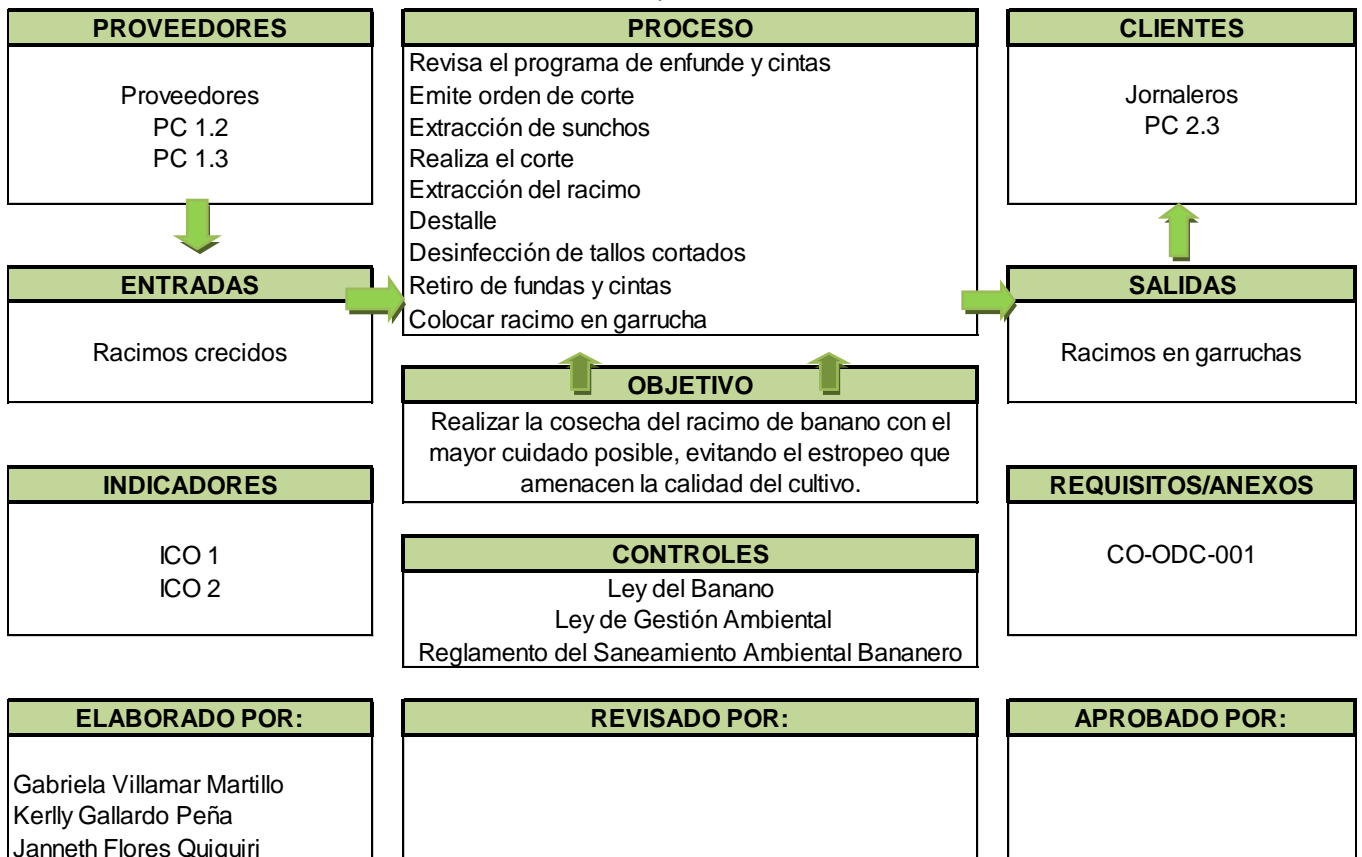 PROVEEDORES
Proveedores
PC 1.2
PC 1.3
PROCESO
Revisa el programa de enfunde y cintas
Emite orden de corte
Extracción de sunchos
Realiza el corte
Extracción del racimo
Destalle
Desinfección de tallos cortados
Retiro de fundas y cintas
Colocar racimo en garrucha
CLIENTES
Jornaleros
PC 2.3
ENTRADAS
Racimos crecidos
SALIDAS
Racimos en garruchas
OBJETIVO
Realizar la cosecha del racimo de banano con el
mayor cuidado posible, evitando el estropeo que
amenacen la calidad del cultivo.
INDICADORES
ICO 1
ICO 2
CONTROLES
Ley del Banano
Ley de Gestión Ambiental
Reglamento del Saneamiento Ambiental Bananero
REQUISITOS/ANEXOS
CO-ODC-001
ELABORADO POR:
Gabriela Villamar Martillo
Kerlly Gallardo Peña
Janneth Flores Quiquiri
REVISADO POR:
APROBADO POR: